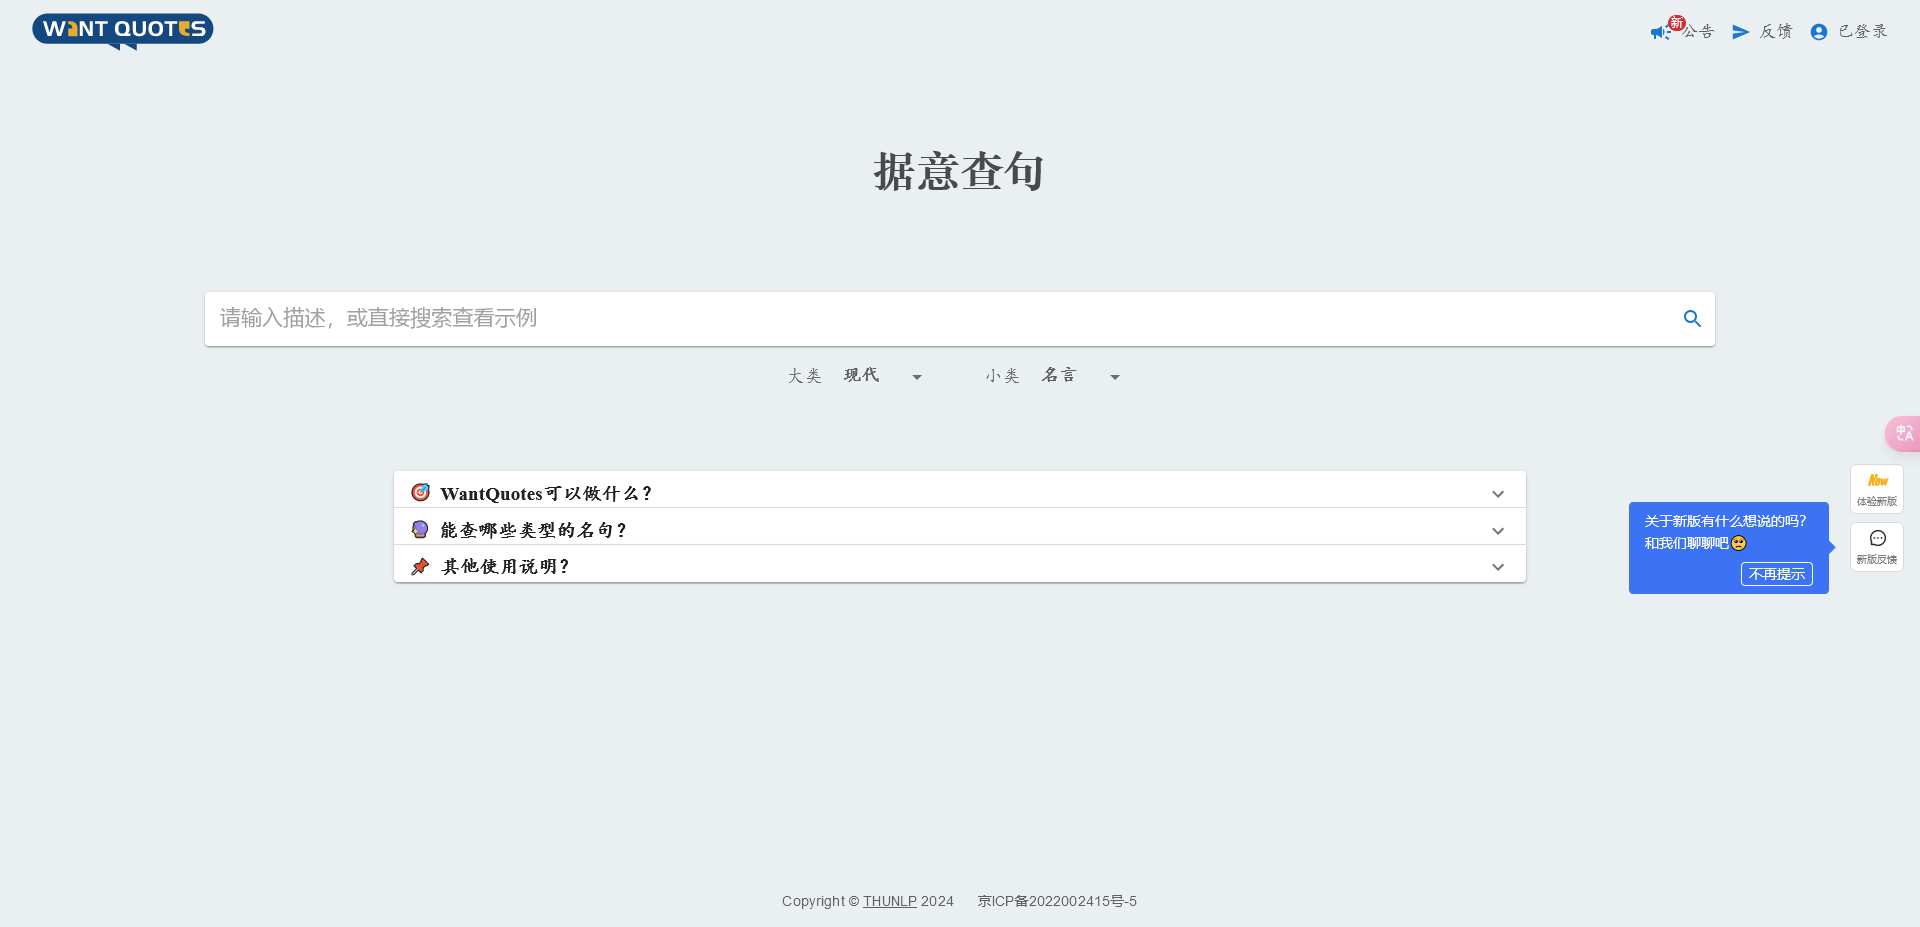 WANT QUOTES
新
公告
反馈
已登录
据意查句
请输入描述，或直接搜索查看示例
大类 现代
小类 名言
WantQuotes可以做什么？
能查哪些类型的名句？
其他使用说明？
中A
New
体验新版
关于新版有什么想说的吗？
和我们聊聊吧
不再提示
新版反馈
Copyright © THUNLP 2024 京ICP备2022002415号-5